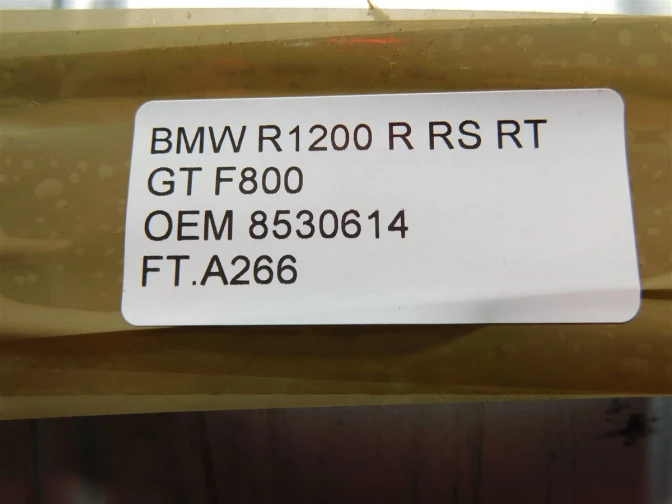 BMW R1200 R RS RT
GT F800
OEM 8530614
FT.A266